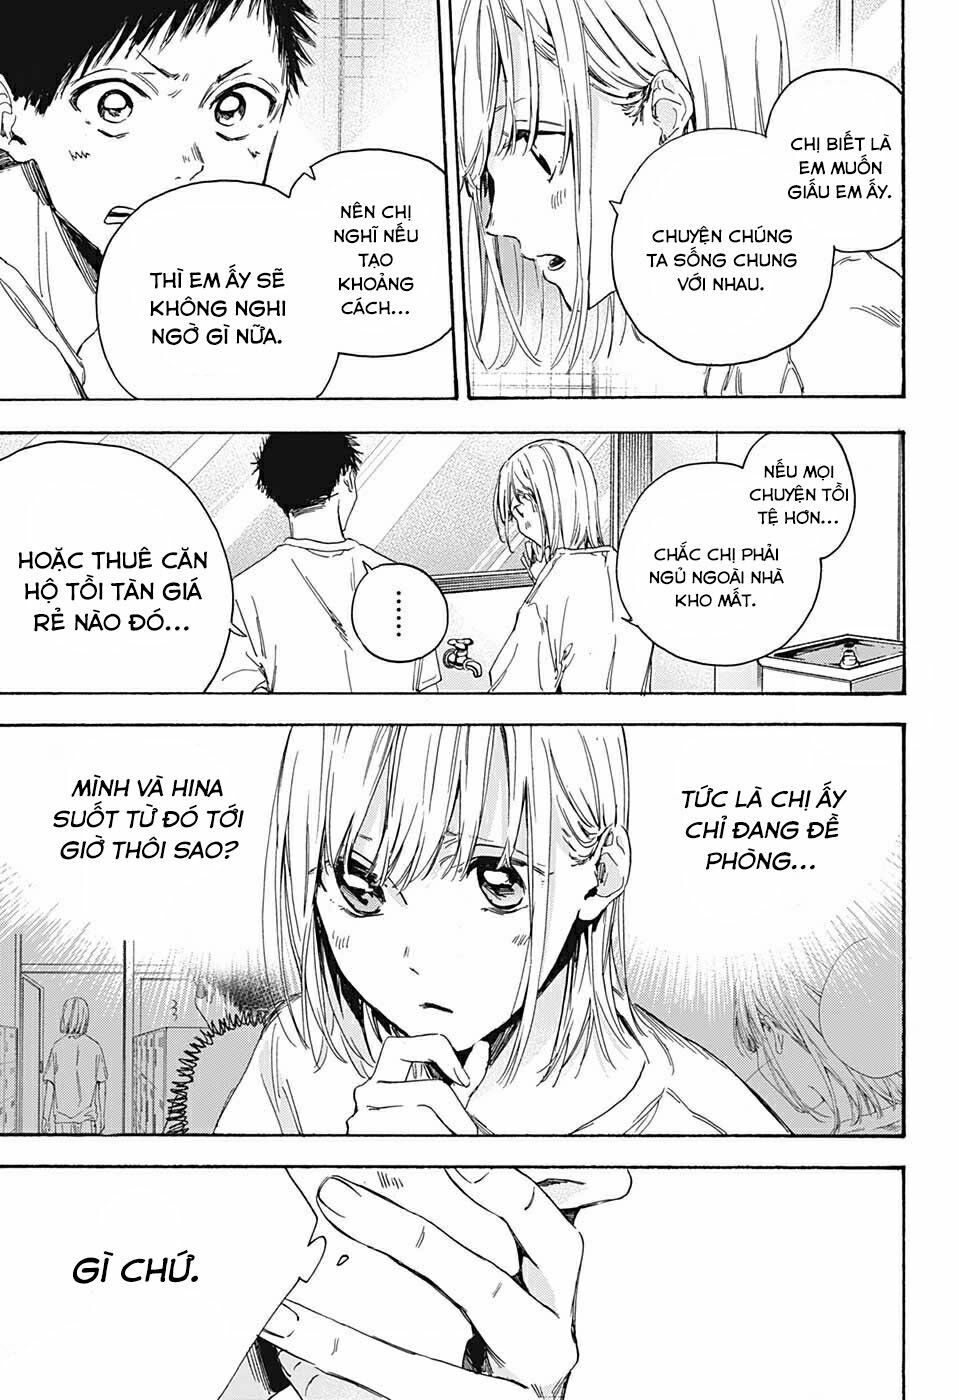 CHỊ BIẾT LÀ
EM MUỐN
GIẤU EM ẤY.
CHUYỆN CHÚNG
TA SỐNG CHUNG
VỚI NHAU.
NÊN CHỊ
NGHĨ NẾU
TẠO
KHOẢNG
CÁCH...
THÌ EM ẤY SẼ
KHÔNG NGHI
NGỜ GÌ NỮA.
NẾU MỌI
CHUYỆN TỒI
TỆ HƠN...
CHẮC CHỊ PHẢI
NGỦ NGOÀI NHÀ
KHO MẤT.
......
HOẶC THUÊ CĂN
HỘ TỒI TÀN GIÁ
RẺ NÀO ĐÓ...
TỨC LÀ CHỊ ẤY
CHỈ ĐANG ĐỀ
PHÒNG...
MÌNH VÀ HINA
SUỐT TỪ ĐÓ TỚI
GIỜ THÔI SAO?
GÌ CHỨ.